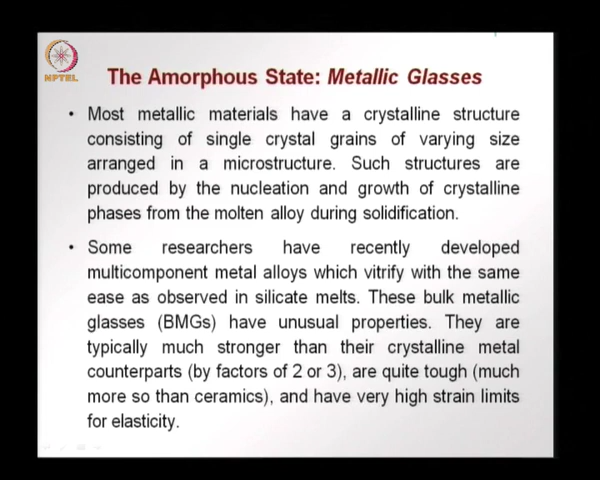 NPTEL
The Amorphous State: Metallic Glasses
• Most metallic materials have a crystalline structure
consisting of single crystal grains of varying size
arranged in a microstructure. Such structures are
produced by the nucleation and growth of crystalline
phases from the molten alloy during solidification.
• Some researchers have recently developed
multicomponent metal alloys which vitrify with the same
ease as observed in silicate melts. These bulk metallic
glasses (BMGs) have unusual properties. They are
typically much stronger than their crystalline metal
counterparts (by factors of 2 or 3), are quite tough (much
more so than ceramics), and have very high strain limits
for elasticity.